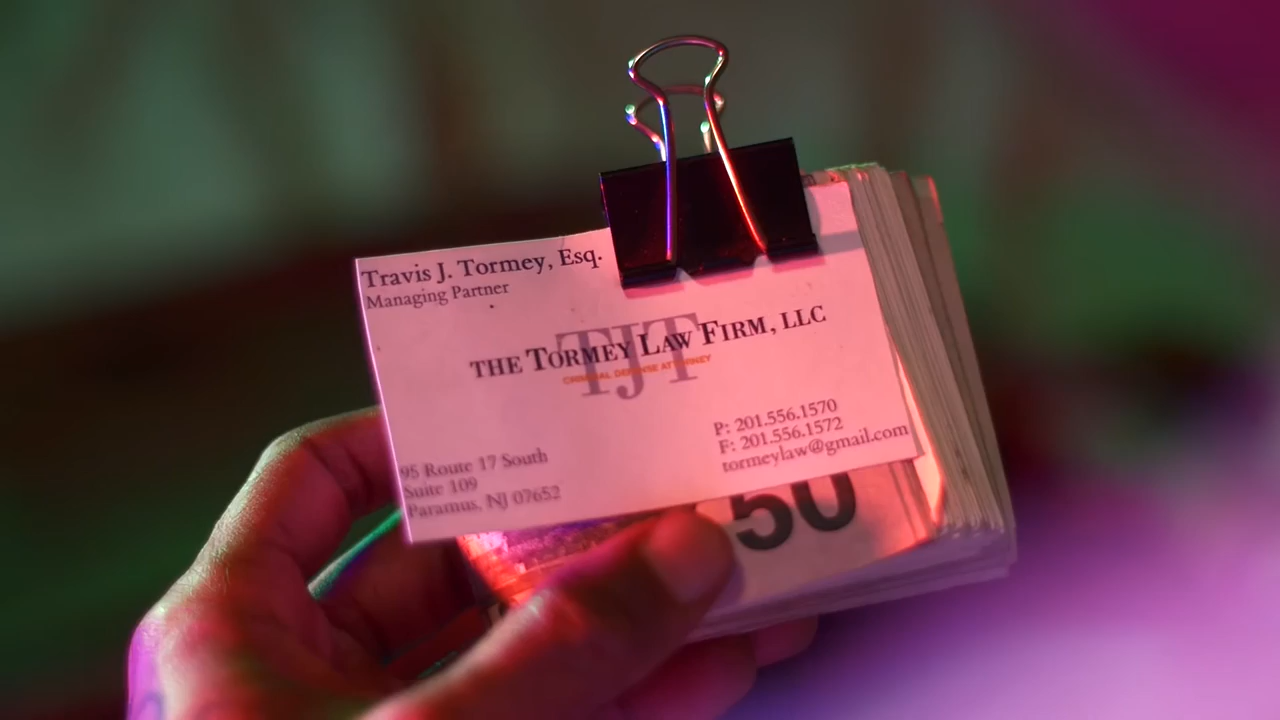 Travis J. Tormey, Esq.
Managing Partner
TJT
THE TORMEY LAW FIRM, LLC
CRIMINAL DEFENSE ATTORNEY
P: 201.556.1570
F: 201.556.1572
tormeylaw@gmail.com
95 Route 17 South
Suite 109
Paramus, NJ 07652
50